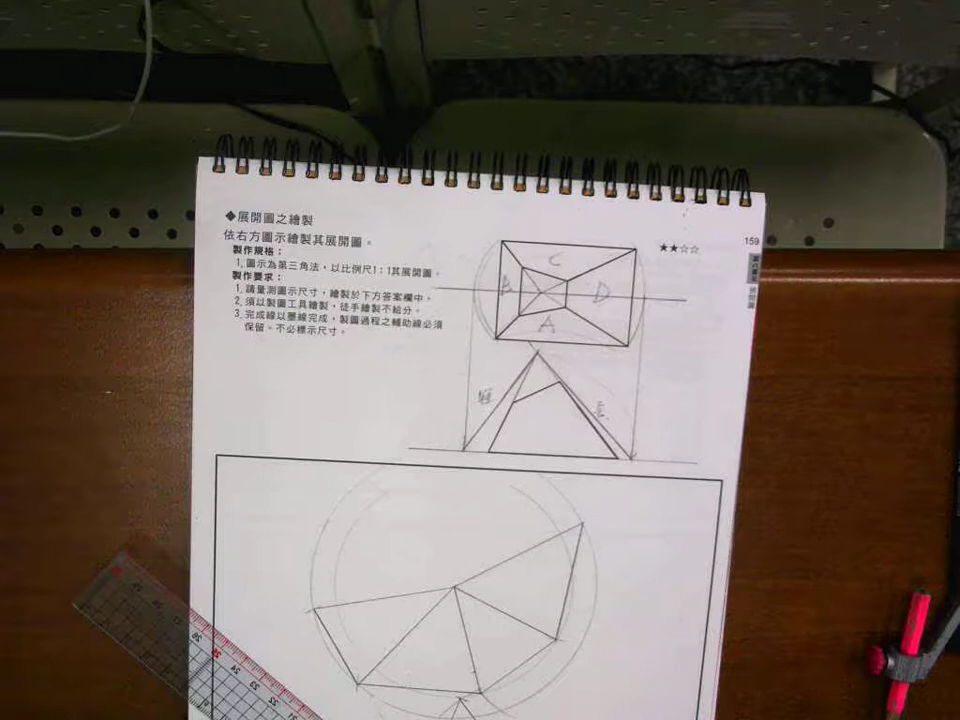 159
◆展開圖之繪製
★★☆☆
依右方圖示繪製其展開圖。
製作規格：
1. 圖示為第三角法，以比例尺1：1其展開圖。
製作要求：
1. 請量測圖示尺寸，繪製於下方答案欄中。
2. 須以製圖工具繪製，徒手繪製不給分。
3. 完成線以墨線完成，製圖過程之輔助線必須
保留。不必標示尺寸。
C
B
D
A